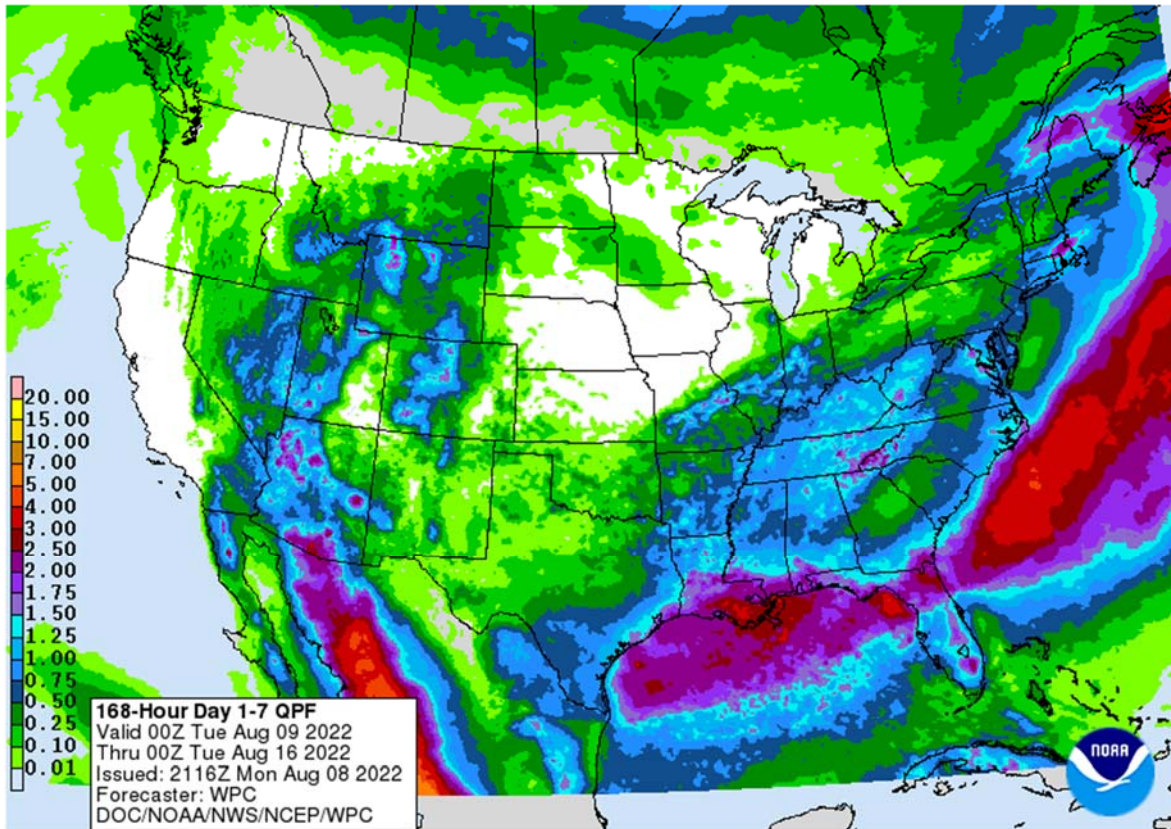 20.00
15.00
10.00
7.00
5.00
4.00
3.00
2.50
2.00
1.75
1.50
1.25
1.00
0.75
0.50
0.25
0.10
0.01
168-Hour Day 1-7 QPF
Valid 00Z Tue Aug 09 2022
Thru 00Z Tue Aug 16 2022
Issued: 2116Z Mon Aug 08 2022
Forecaster: WPC
DOC/NOAA/NWS/NCEP/WPC
NOAA